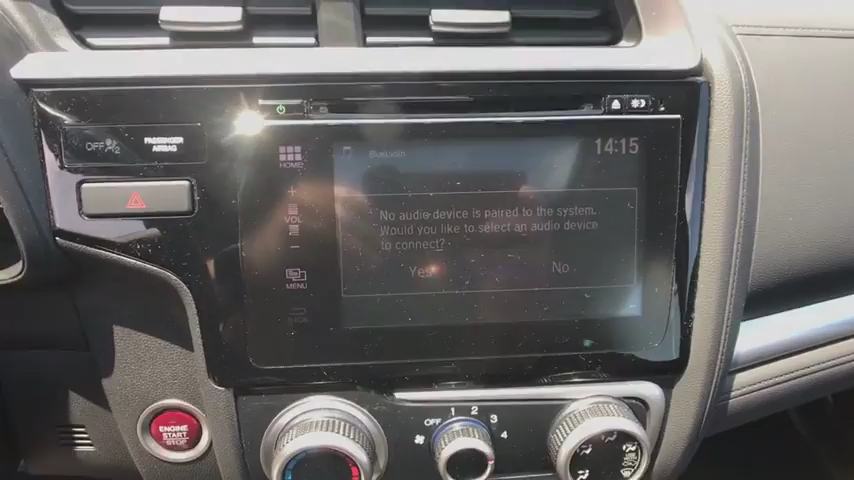 OFF 2
PASSENGER
AIRBAG
HOME
Bluetooth
14:15
+
VOL
-
No audio device is paired to the system.
Would you like to select an audio device
to connect?
Yes
No
MENU
BACK
ENGINE
START
STOP
OFF 1 2 3 4